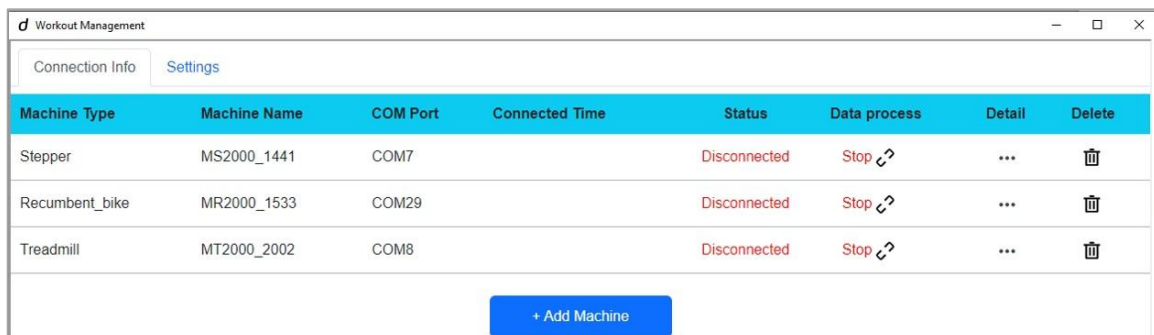 d Workout Management
Connection Info Settings
Machine Type Machine Name COM Port Connected Time Status Data process Detail Delete
Stepper MS2000_1441 COM7 Disconnected Stop ...
Recumbent_bike MR2000_1533 COM29 Disconnected Stop ...
Treadmill MT2000_2002 COM8 Disconnected Stop ...
+ Add Machine